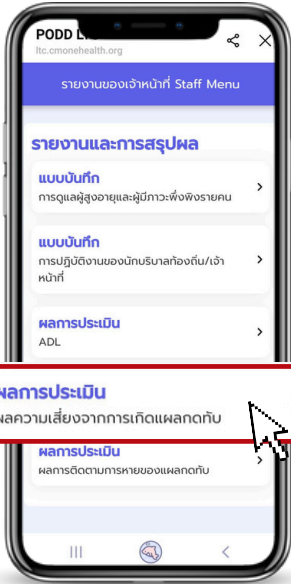 PODD L
ltc.cmonehealth.org
รายงานของเจ้าหน้าที่ Staff Menu
รายงานและการสรุปผล
แบบบันทึก
การดูแลผู้สูงอายุและผู้มีภาวะพึ่งพิงรายคน
แบบบันทึก
การปฏิบัติงานของนักบริบาลท้องถิ่น/เจ้า
หน้าที่
ผลการประเมิน
ADL
ผลการประเมิน
ผลความเสี่ยงจากการเกิดแผลกดทับ
ผลการประเมิน
ผลการติดตามการหายของแผลกดทับ